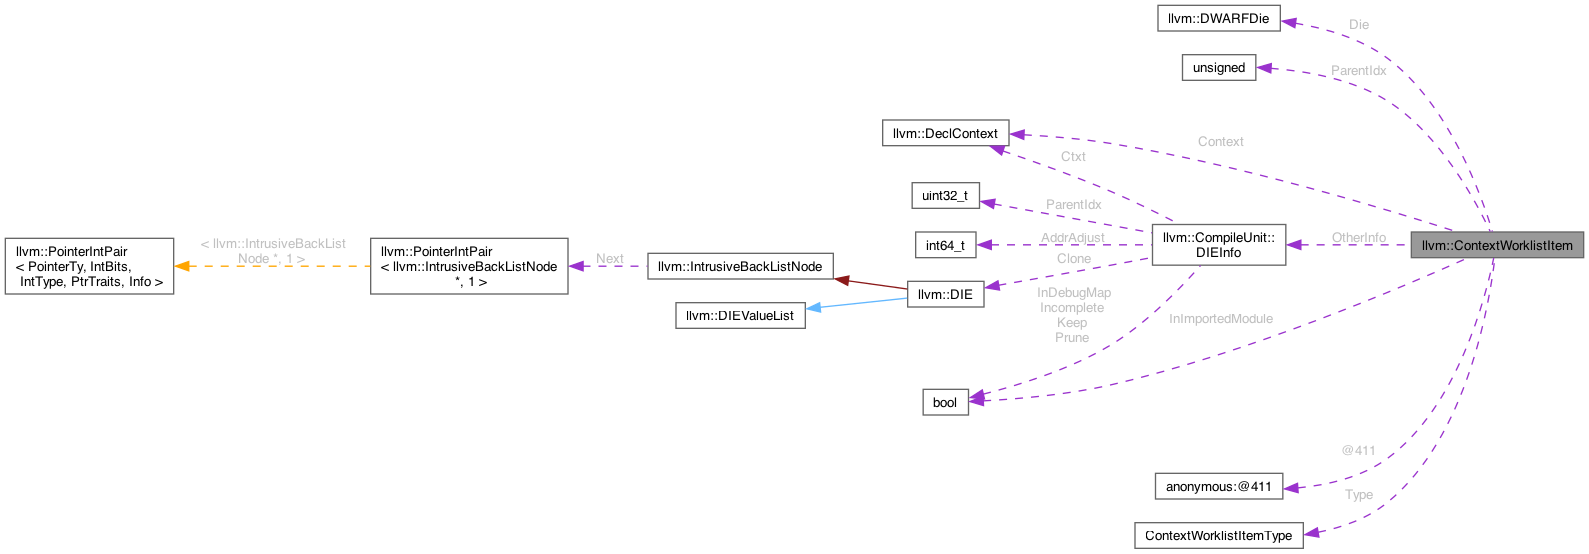 llvm::DWARFDie
Die
unsigned
ParentIdx
llvm::DeclContext
Context
Ctxt
uint32_t
ParentIdx
int64_t
AddrAdjust
llvm::CompileUnit::
DIEInfo
OtherInfo
llvm::ContextWorklistItem
llvm::PointerIntPair
< PointerTy, IntBits,
IntType, PtrTraits, Info >
< llvm::IntrusiveBackList
Node *, 1 >
llvm::PointerIntPair
< llvm::IntrusiveBackListNode
*, 1 >
Next
llvm::IntrusiveBackListNode
Clone
llvm::DIE
llvm::DIEValueList
InDebugMap
Incomplete
Keep
Prune
InImportedModule
bool
@411
anonymous:@411
Type
ContextWorklistItemType